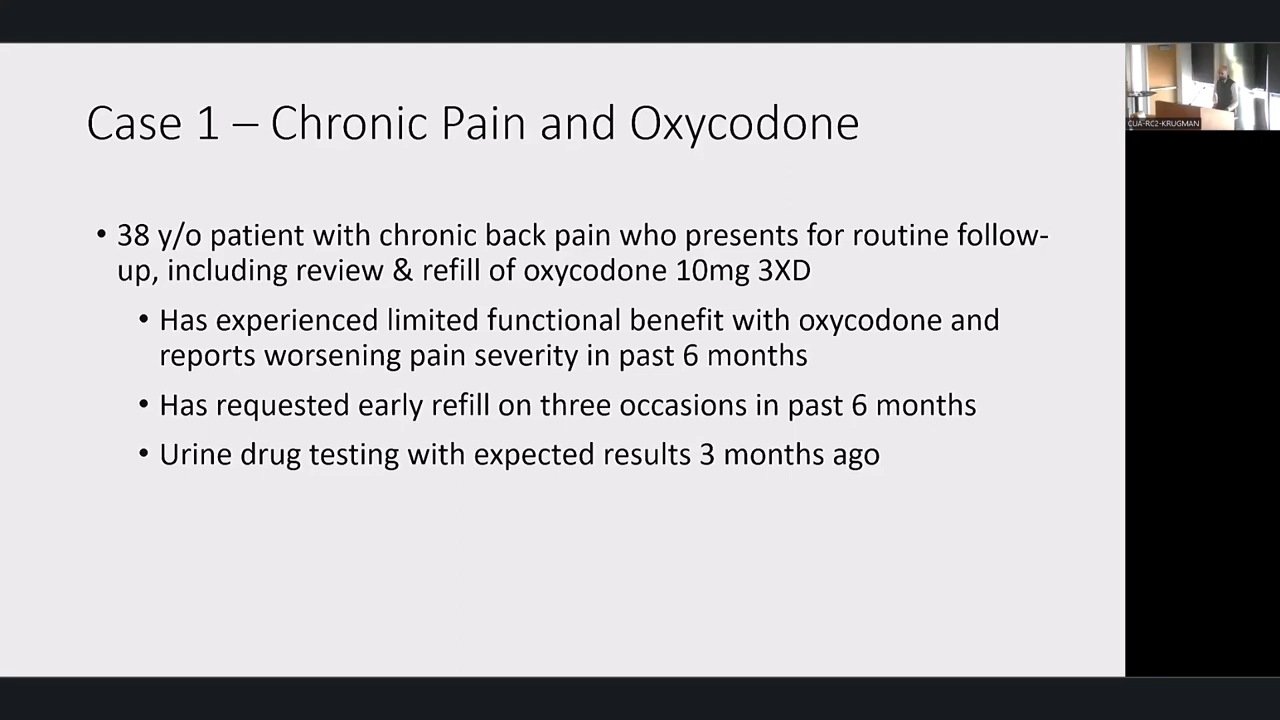 Case 1 – Chronic Pain and Oxycodone
• 38 y/o patient with chronic back pain who presents for routine follow-
up, including review & refill of oxycodone 10mg 3XD
• Has experienced limited functional benefit with oxycodone and
reports worsening pain severity in past 6 months
• Has requested early refill on three occasions in past 6 months
• Urine drug testing with expected results 3 months ago
CUA-RC2-KRUGMAN